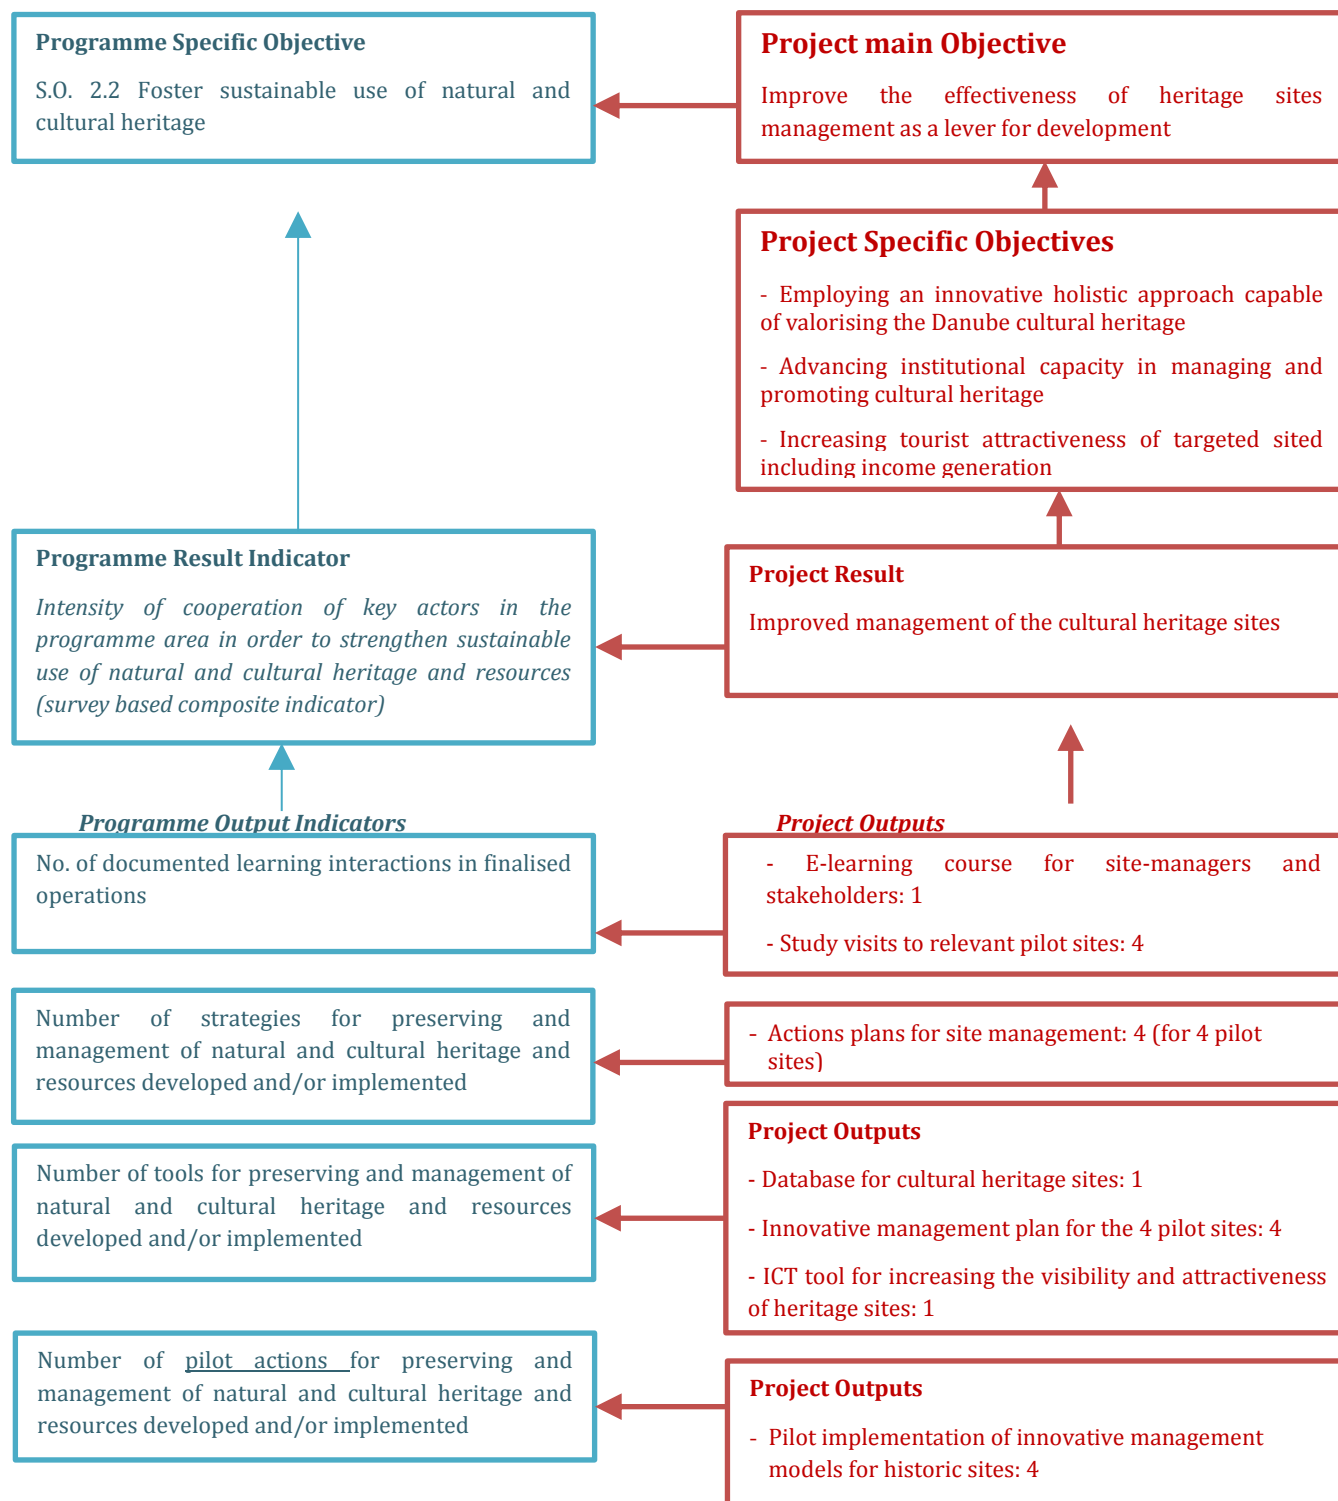 Programme Specific Objective
S.O. 2.2 Foster sustainable use of natural and
cultural heritage
Project main Objective
Improve the effectiveness of heritage sites
management as a lever for development
Project Specific Objectives
- Employing an innovative holistic approach capable
of valorising the Danube cultural heritage
- Advancing institutional capacity in managing and
promoting cultural heritage
- Increasing tourist attractiveness of targeted sited
including income generation
Programme Result Indicator
Intensity of cooperation of key actors in the
programme area in order to strengthen sustainable
use of natural and cultural heritage and resources
(survey based composite indicator)
Project Result
Improved management of the cultural heritage sites
Programme Output Indicators
No. of documented learning interactions in finalised
operations
Project Outputs
- E-learning course for site-managers and
stakeholders: 1
- Study visits to relevant pilot sites: 4
Number of strategies for preserving and
management of natural and cultural heritage and
resources developed and/or implemented
- Actions plans for site management: 4 (for 4 pilot
sites)
Number of tools for preserving and management of
natural and cultural heritage and resources
developed and/or implemented
Project Outputs
- Database for cultural heritage sites: 1
- Innovative management plan for the 4 pilot sites: 4
- ICT tool for increasing the visibility and attractiveness
of heritage sites: 1
Number of pilot actions for preserving and
management of natural and cultural heritage and
resources developed and/or implemented
Project Outputs
- Pilot implementation of innovative management
models for historic sites: 4